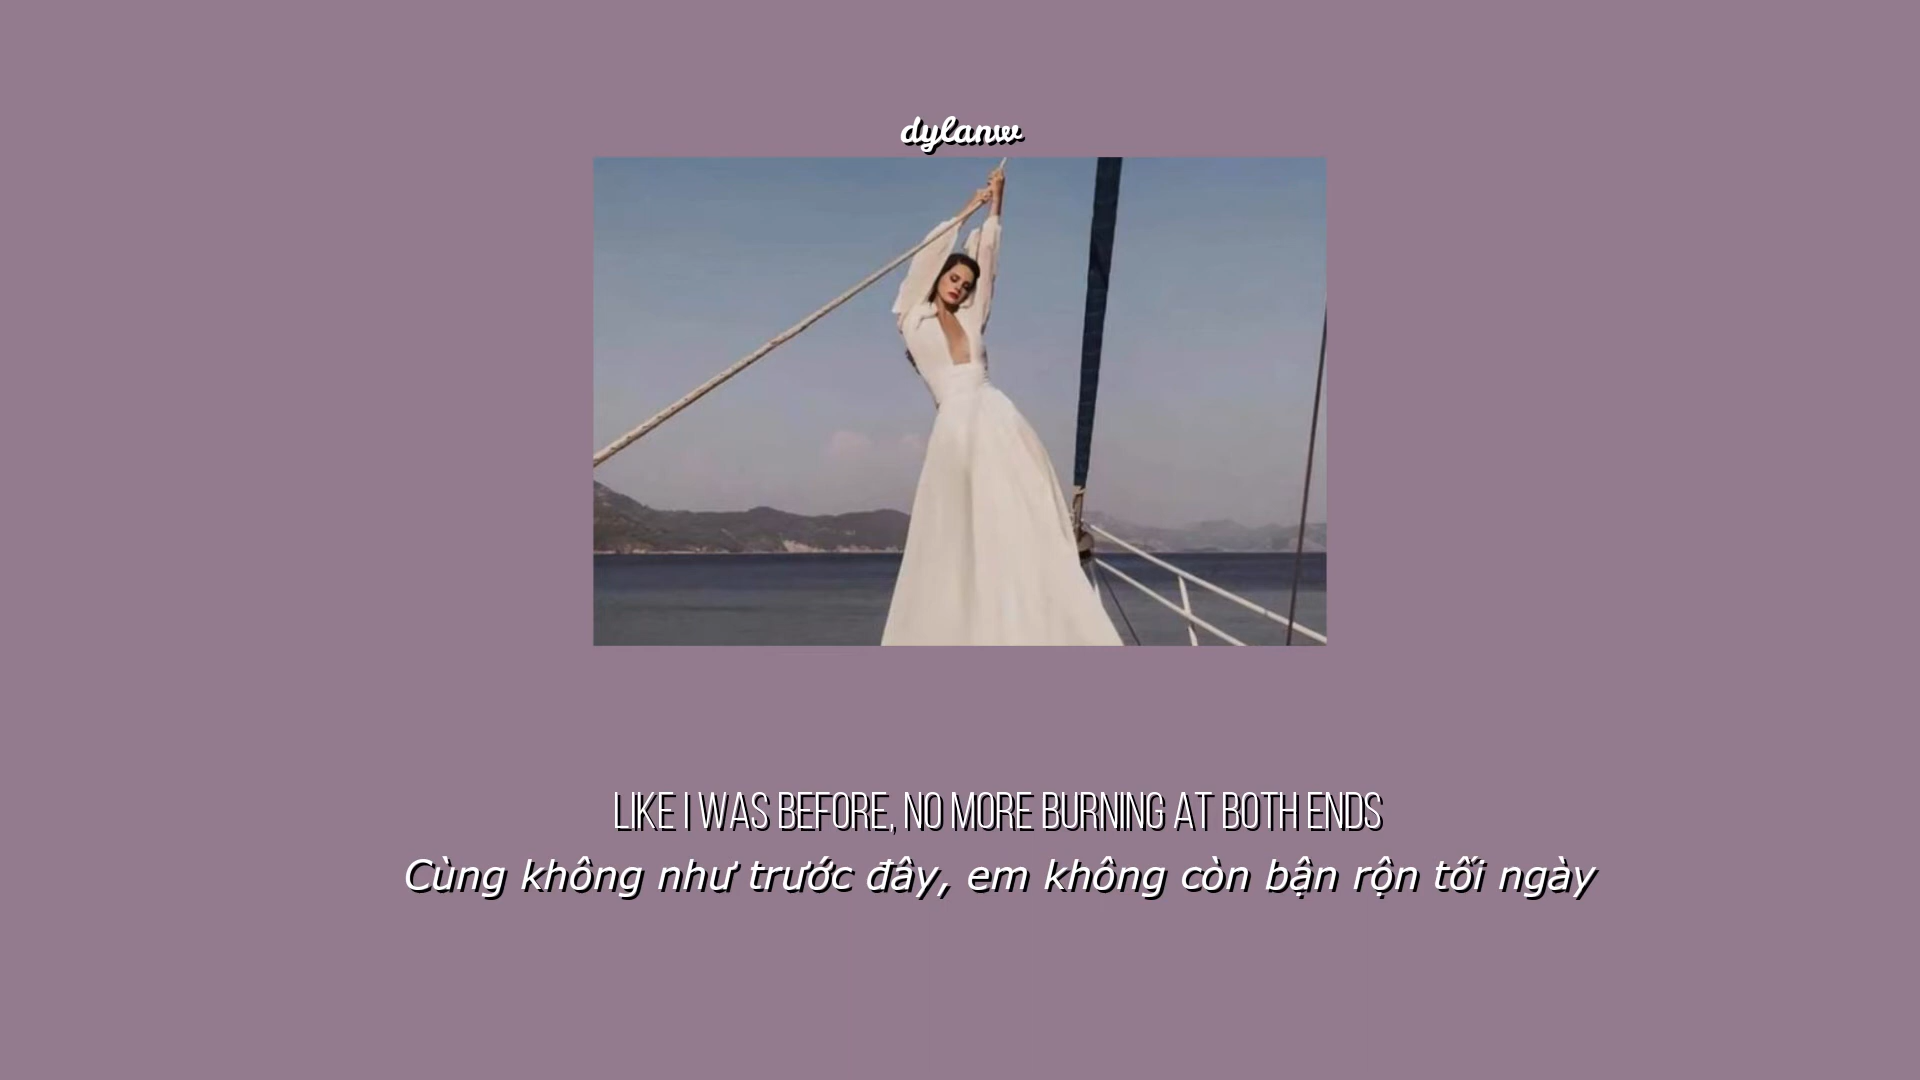 dylanw
LIKE I WAS BEFORE, NO MORE BURNING AT BOTH ENDS
Cùng không như trước đây, em không còn bận rộn tối ngày